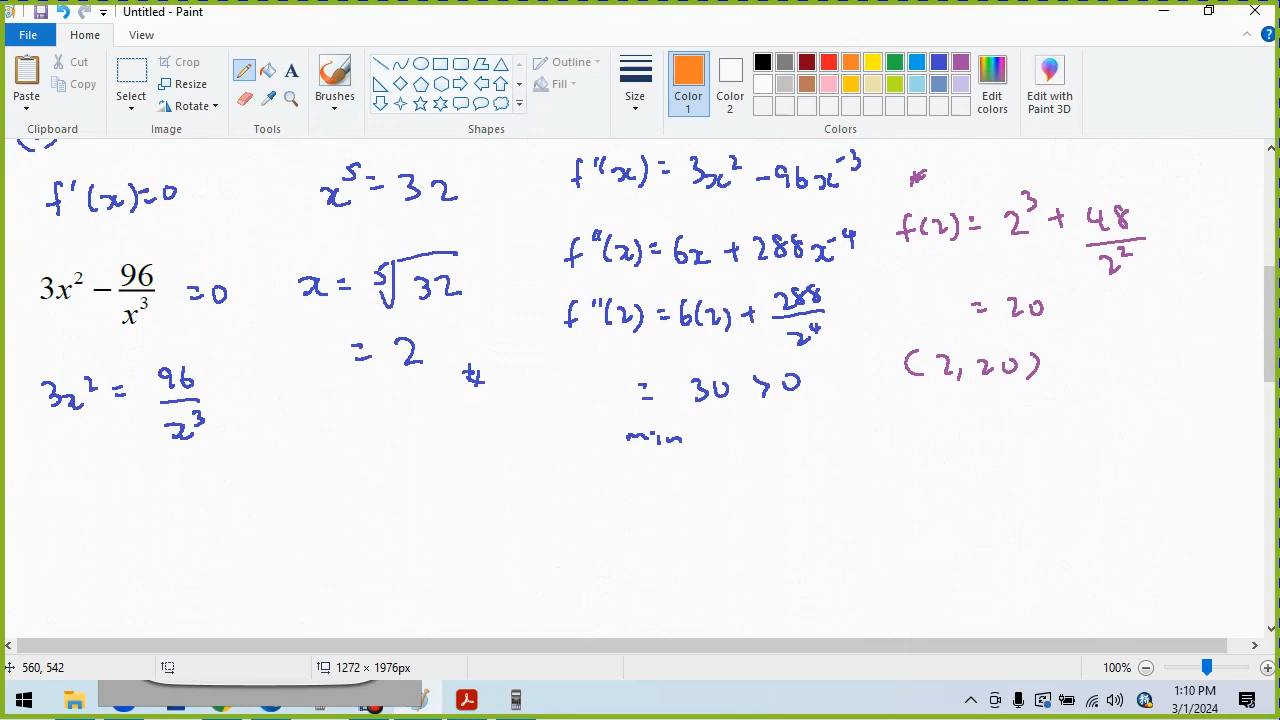 Untitled - Paint
File Home View
Paste
Cut
Copy
Clipboard
Select
Crop
Resize
Rotate
Image
Tools
Brushes
Shapes
Outline
Fill
Size
Color 1
Color 2
Edit colors
Colors
Edit with Paint 3D
f'(x)=0
3x² − 96/x³ = 0
3x² = 96/x³
x⁵ = 32
x = ⁵√32
= 2
f'(x) = 3x² − 96x⁻³
f''(x) = 6x + 288x⁻⁴
f''(2) = 6(2) + 288/2⁴
= 30 > 0
min
f(2) = 2³ + 48/2²
= 20
(2, 20)
560, 542
1272 × 1976px
100%
1:10 PM
3/1/2024